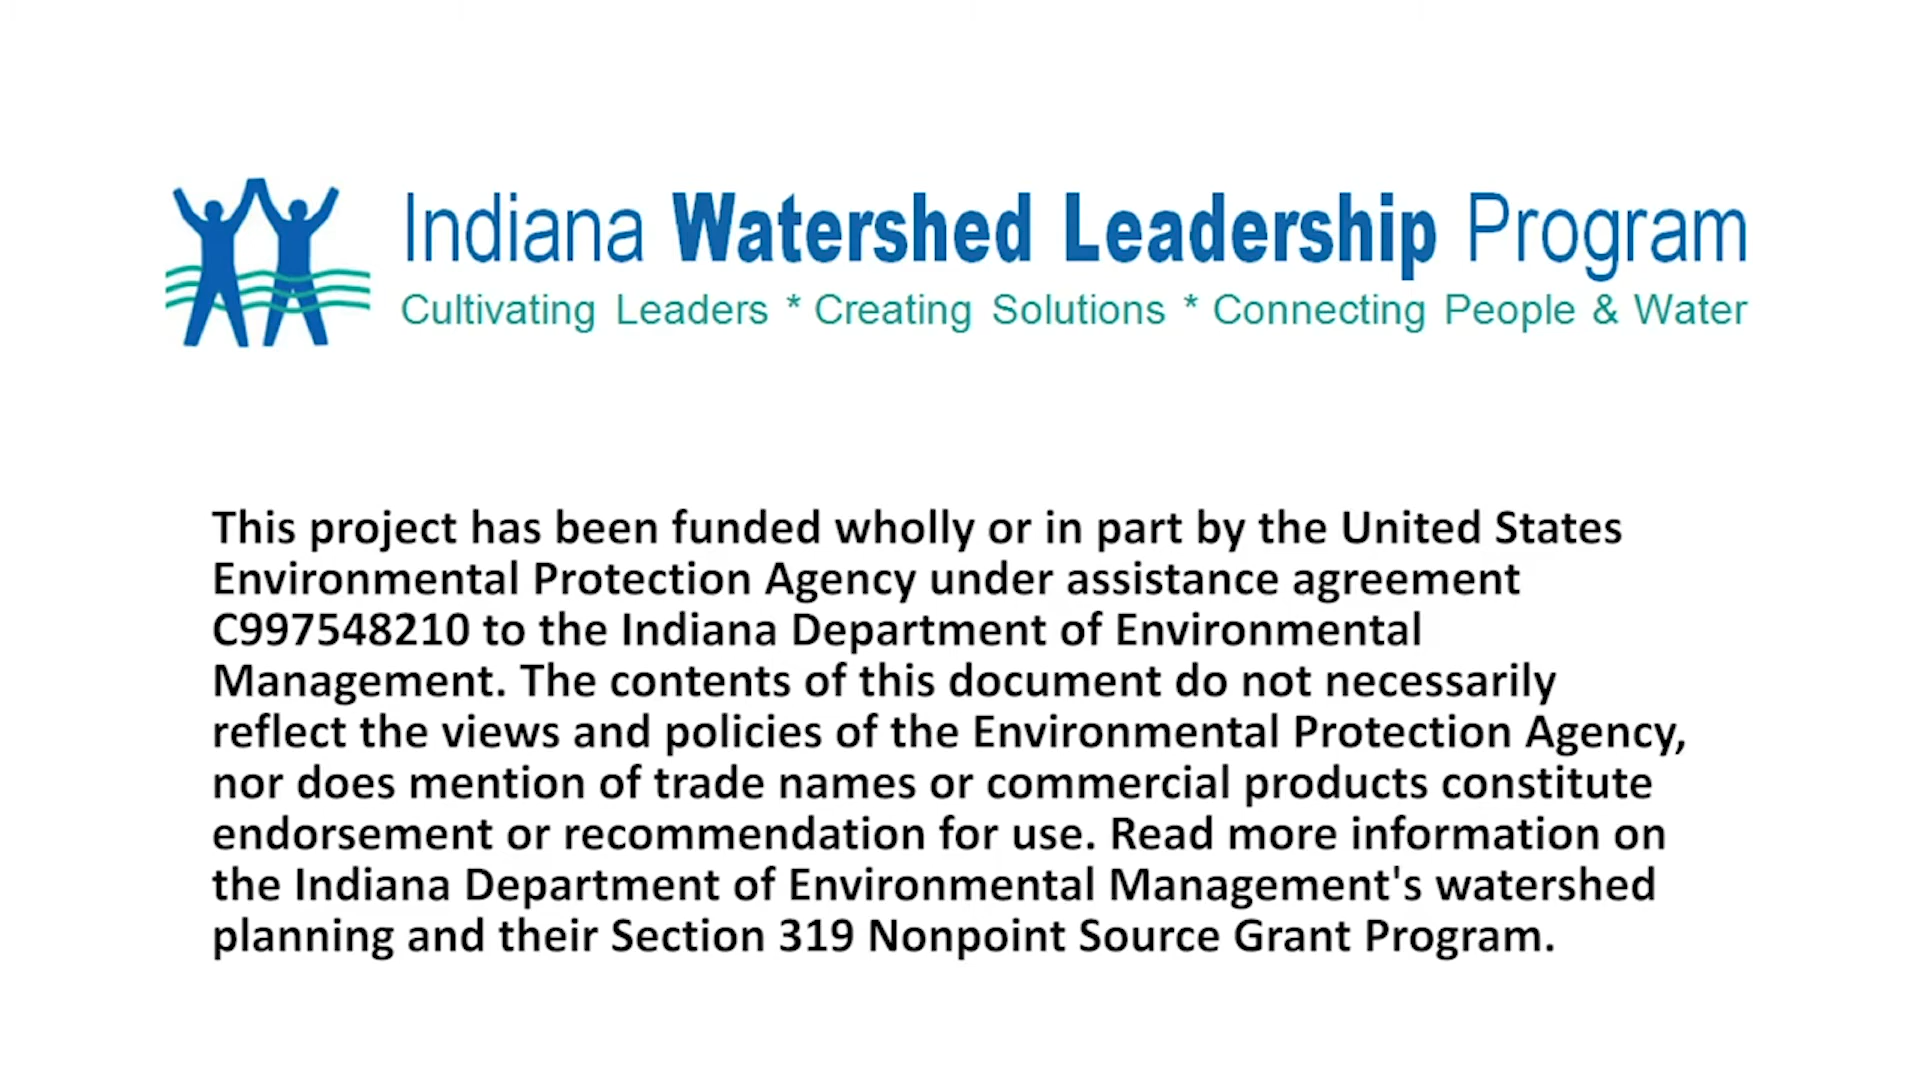 Indiana Watershed Leadership Program
Cultivating Leaders * Creating Solutions * Connecting People & Water
This project has been funded wholly or in part by the United States
Environmental Protection Agency under assistance agreement
C997548210 to the Indiana Department of Environmental
Management. The contents of this document do not necessarily
reflect the views and policies of the Environmental Protection Agency,
nor does mention of trade names or commercial products constitute
endorsement or recommendation for use. Read more information on
the Indiana Department of Environmental Management's watershed
planning and their Section 319 Nonpoint Source Grant Program.